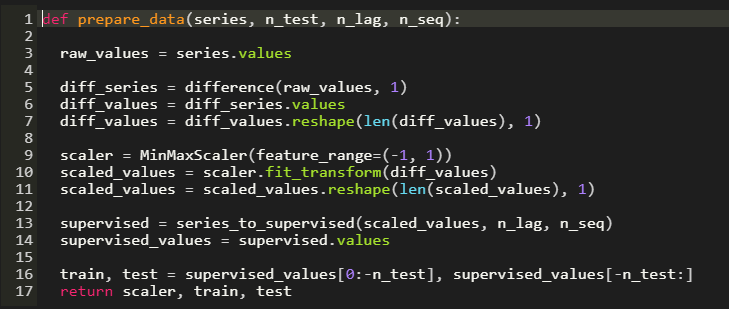 1 def prepare_data(series, n_test, n_lag, n_seq):
2
3   raw_values = series.values
4
5   diff_series = difference(raw_values, 1)
6   diff_values = diff_series.values
7   diff_values = diff_values.reshape(len(diff_values), 1)
8
9   scaler = MinMaxScaler(feature_range=(-1, 1))
10   scaled_values = scaler.fit_transform(diff_values)
11   scaled_values = scaled_values.reshape(len(scaled_values), 1)
12
13   supervised = series_to_supervised(scaled_values, n_lag, n_seq)
14   supervised_values = supervised.values
15
16   train, test = supervised_values[0:-n_test], supervised_values[-n_test:]
17   return scaler, train, test